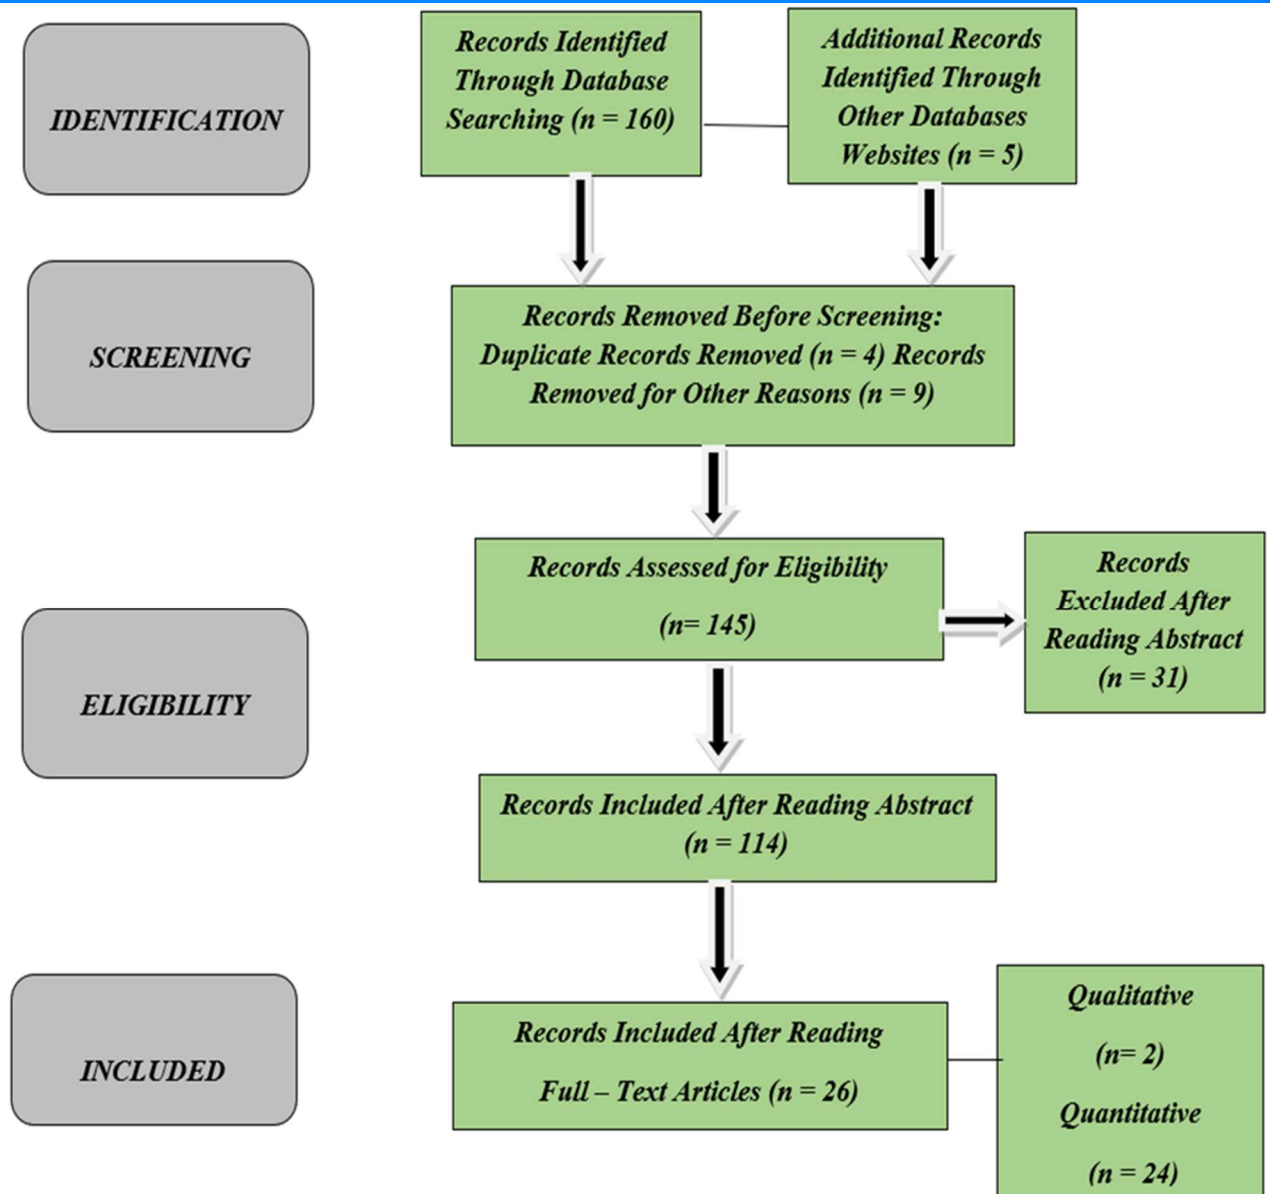 IDENTIFICATION
Records Identified
Through Database
Searching (n = 160)
Additional Records
Identified Through
Other Databases
Websites (n = 5)
SCREENING
Records Removed Before Screening:
Duplicate Records Removed (n = 4) Records
Removed for Other Reasons (n = 9)
ELIGIBILITY
Records Assessed for Eligibility
(n= 145)
Records
Excluded After
Reading Abstract
(n = 31)
Records Included After Reading Abstract
(n = 114)
INCLUDED
Records Included After Reading
Full – Text Articles (n = 26)
Qualitative
(n= 2)
Quantitative
(n = 24)